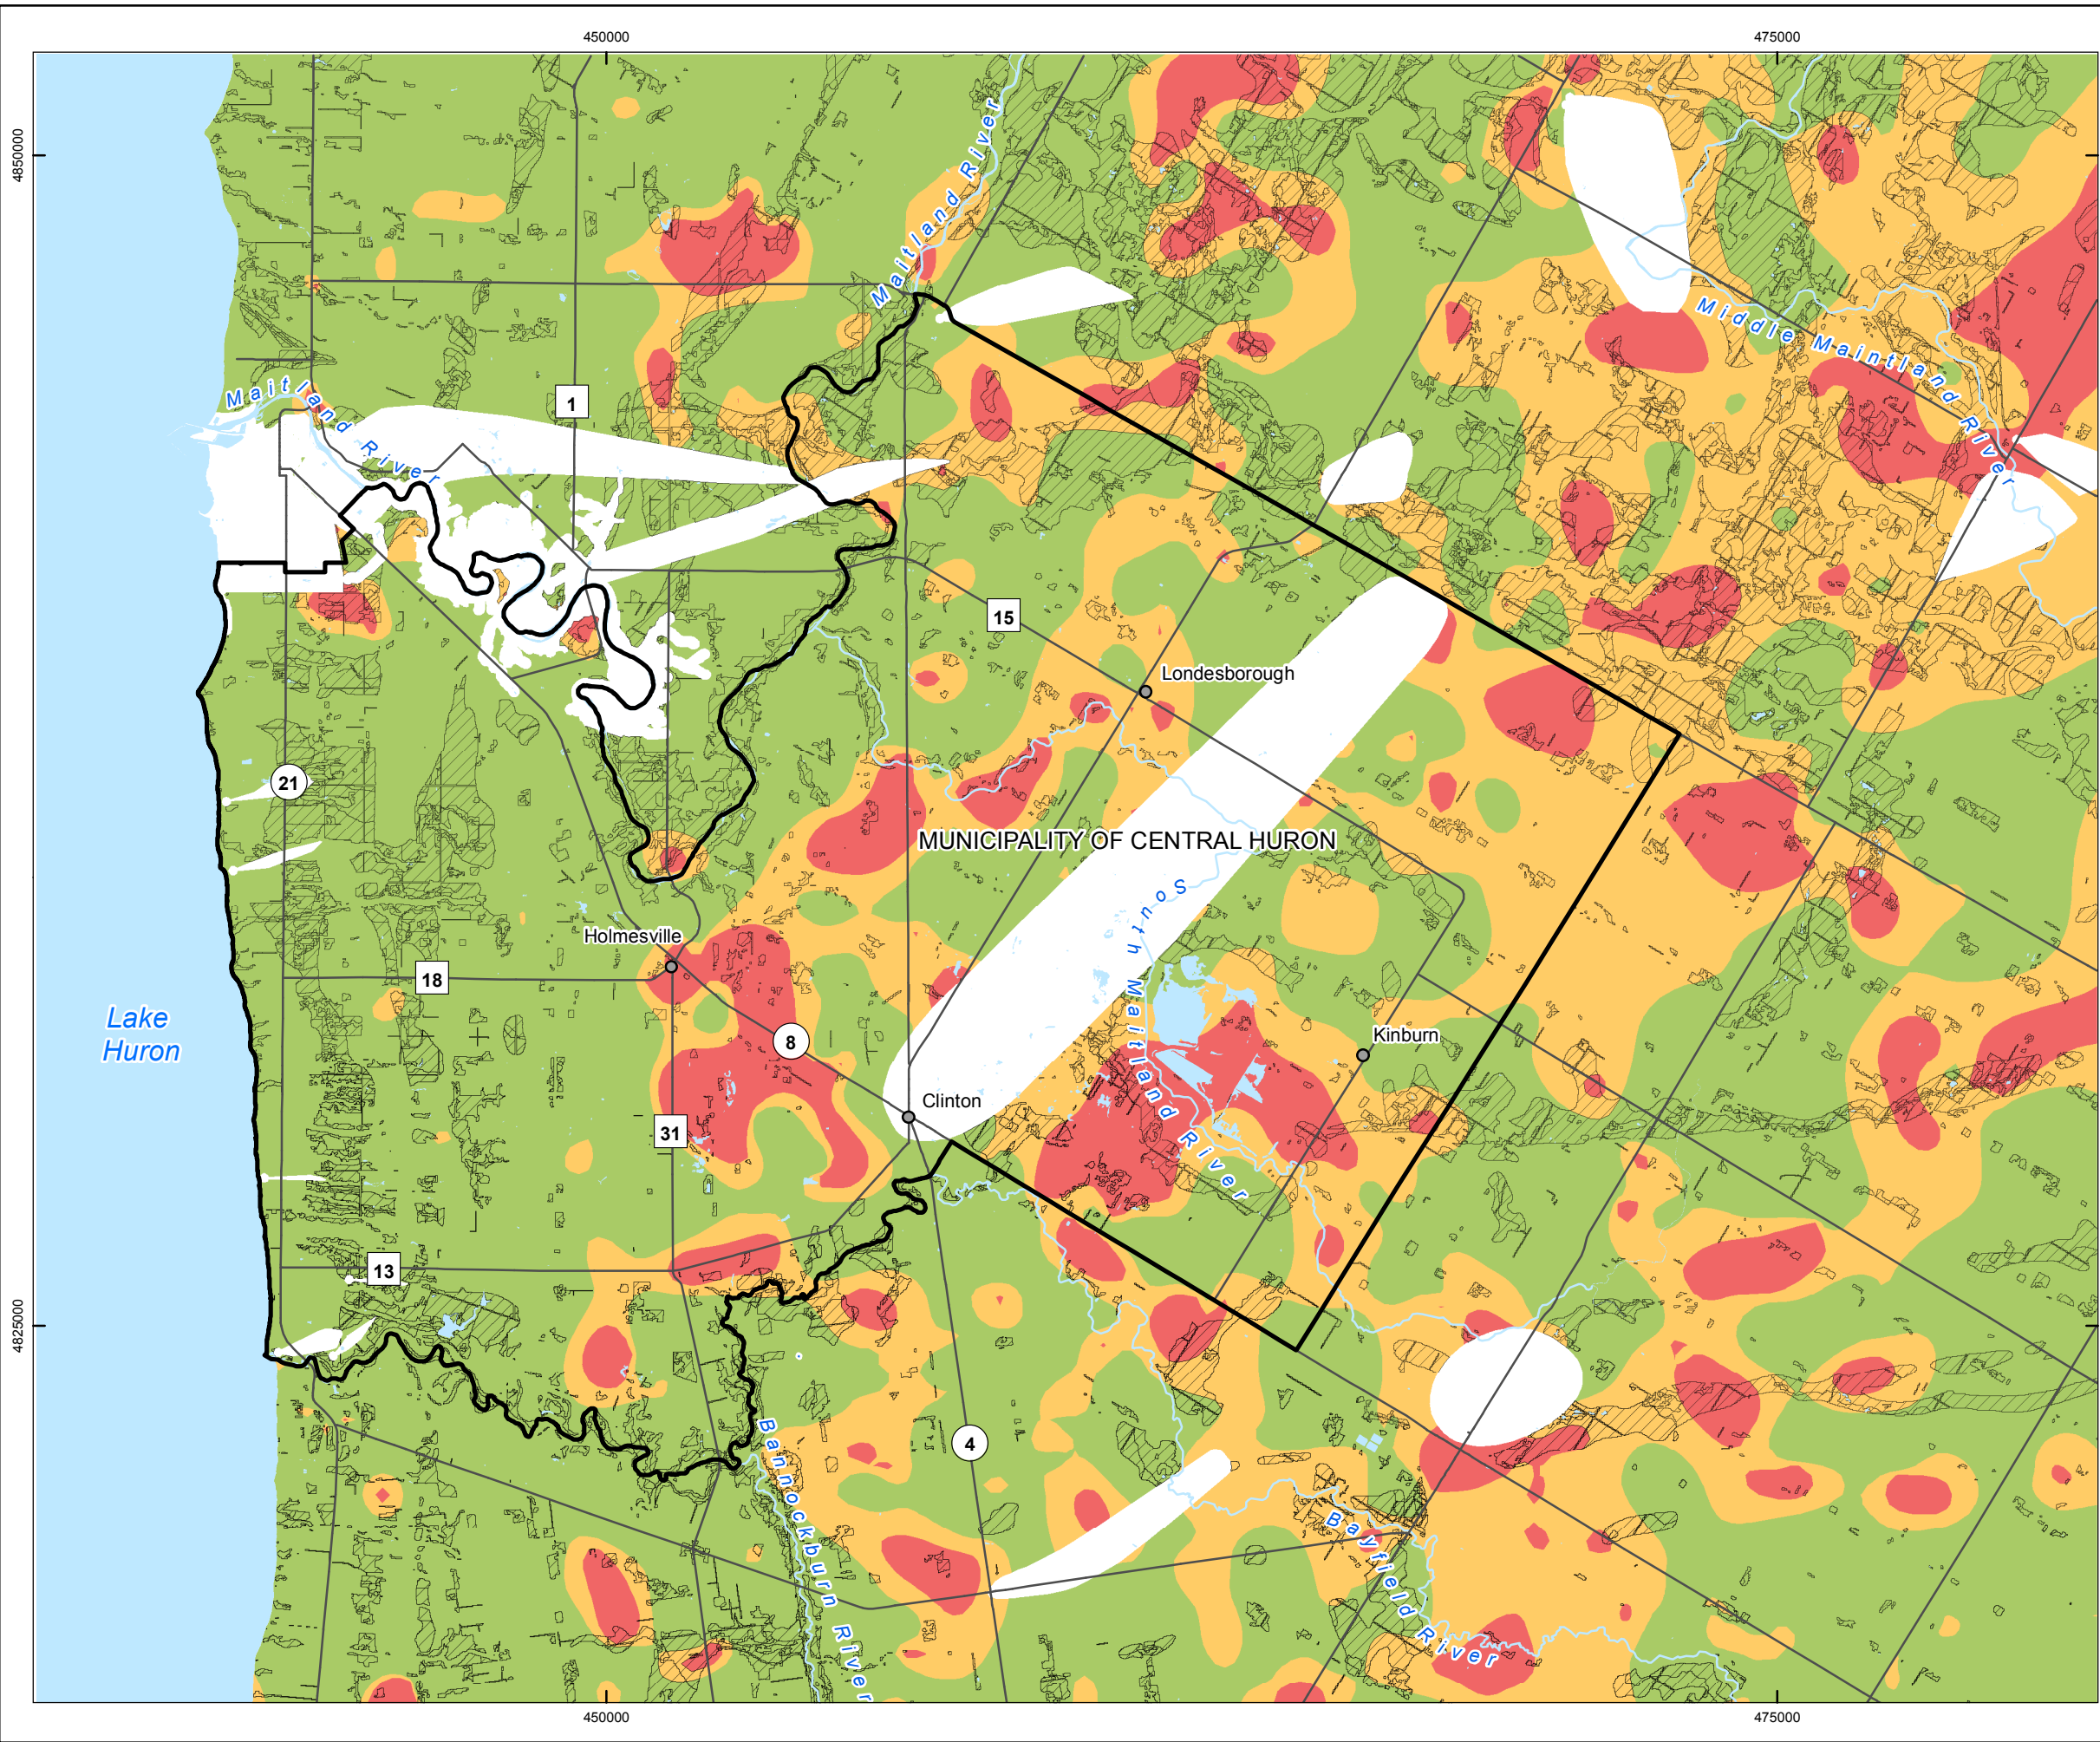 450000
475000
4850000
Maitland River
Middle Maintland River
Maitland River
1
15
Londesborough
21
MUNICIPALITY OF CENTRAL HURON
South Maitland River
Holmesville
18
Lake
Huron
8
Kinburn
Clinton
31
13
4825000
4
Bannockburn River
Bayfield River
450000
475000